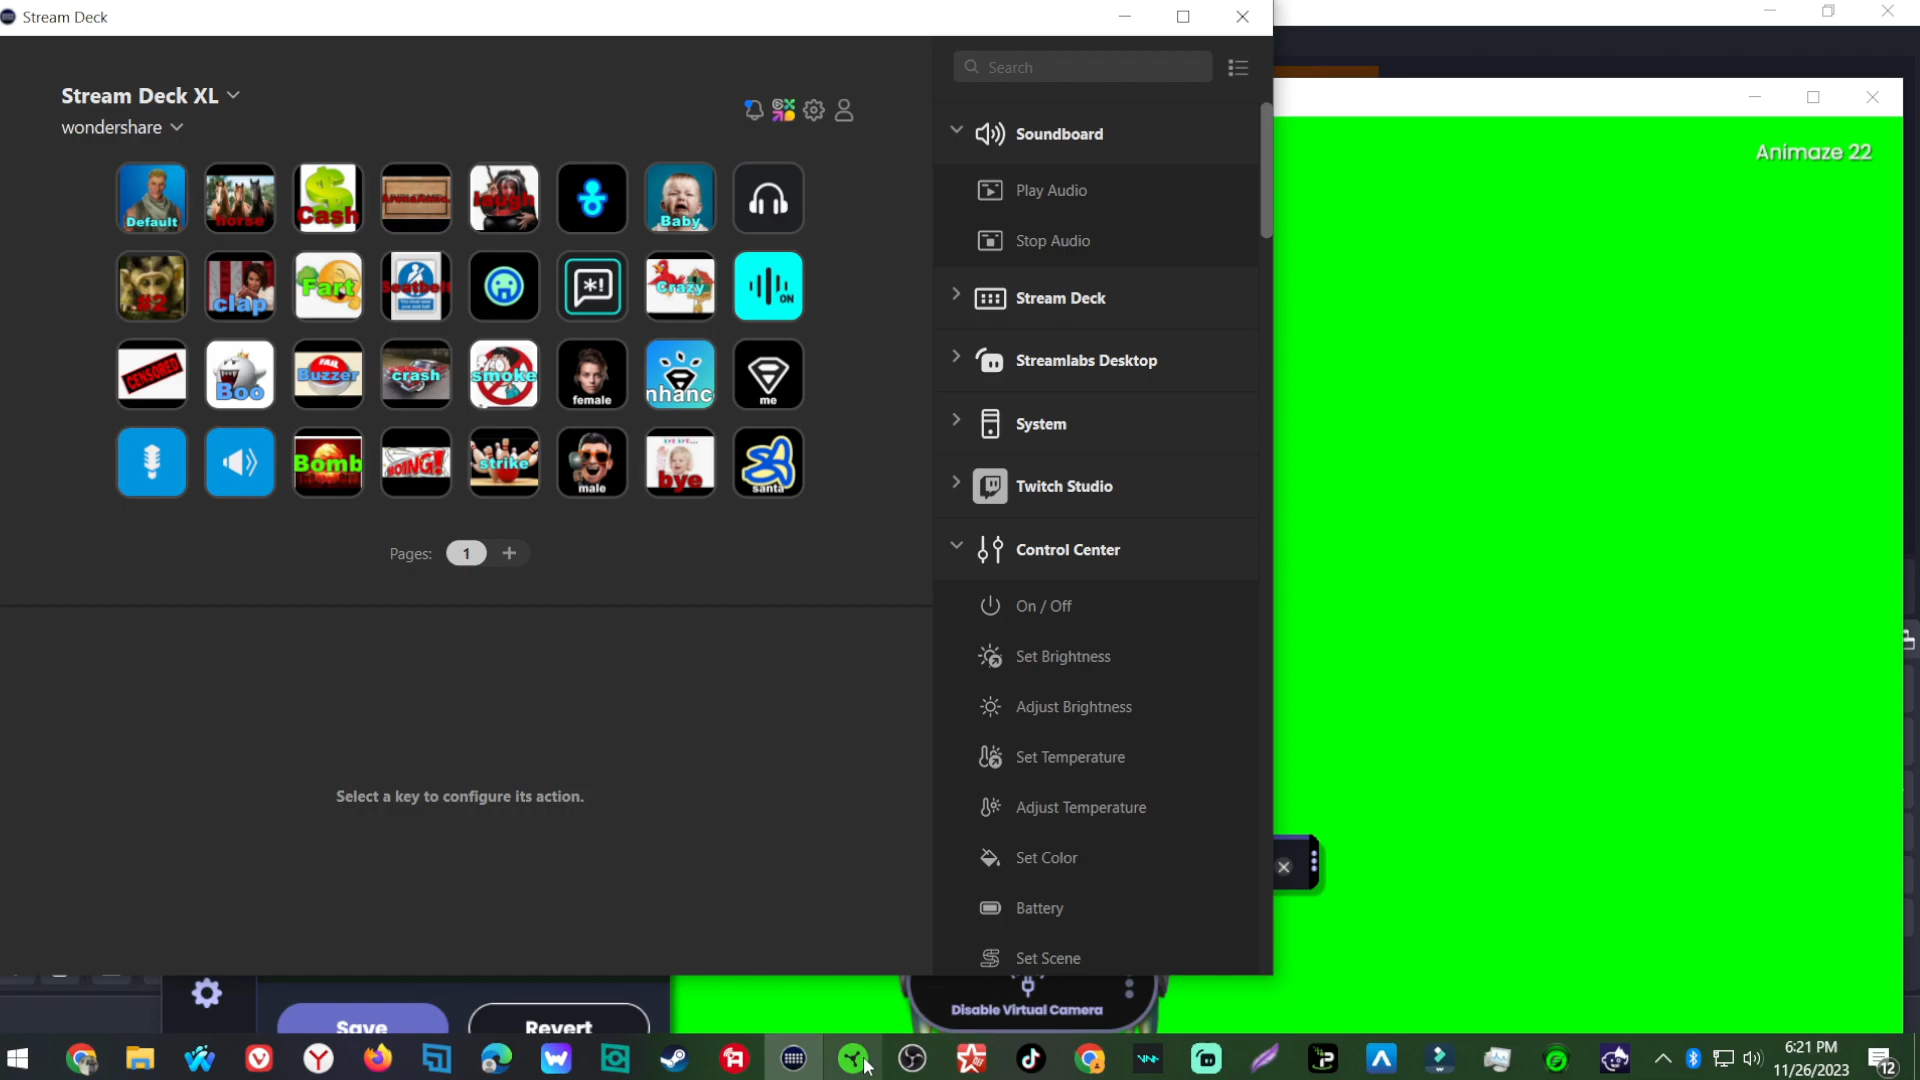 Stream Deck
Stream Deck XL
wondershare
Search
Default
horse
Cash
laugh
Baby
#2
clap
Fart
Seatbelt
*!
Crazy
ON
CENSORED
Boo
FAIL
Buzzer
crash
smoke
female
nhanc
me
Bomb
BOING!
strike
male
bye
santa
Pages: 1 +
Select a key to configure its action.
Soundboard
Play Audio
Stop Audio
Stream Deck
Streamlabs Desktop
System
Twitch Studio
Control Center
On / Off
Set Brightness
Adjust Brightness
Set Temperature
Adjust Temperature
Set Color
Battery
Set Scene
Animaze 22
Save
Revert
Disable Virtual Camera
6:21 PM
11/26/2023
12